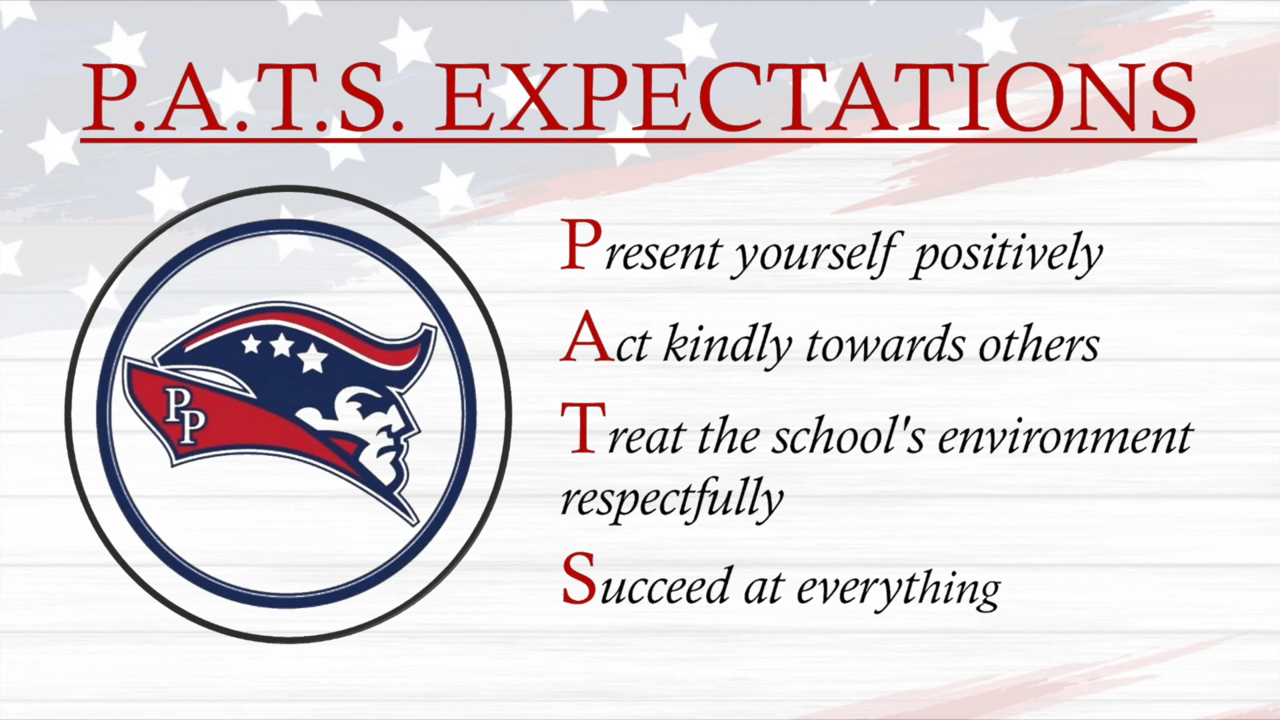 P.A.T.S. EXPECTATIONS
Present yourself positively
Act kindly towards others
Treat the school's environment
respectfully
Succeed at everything
PP